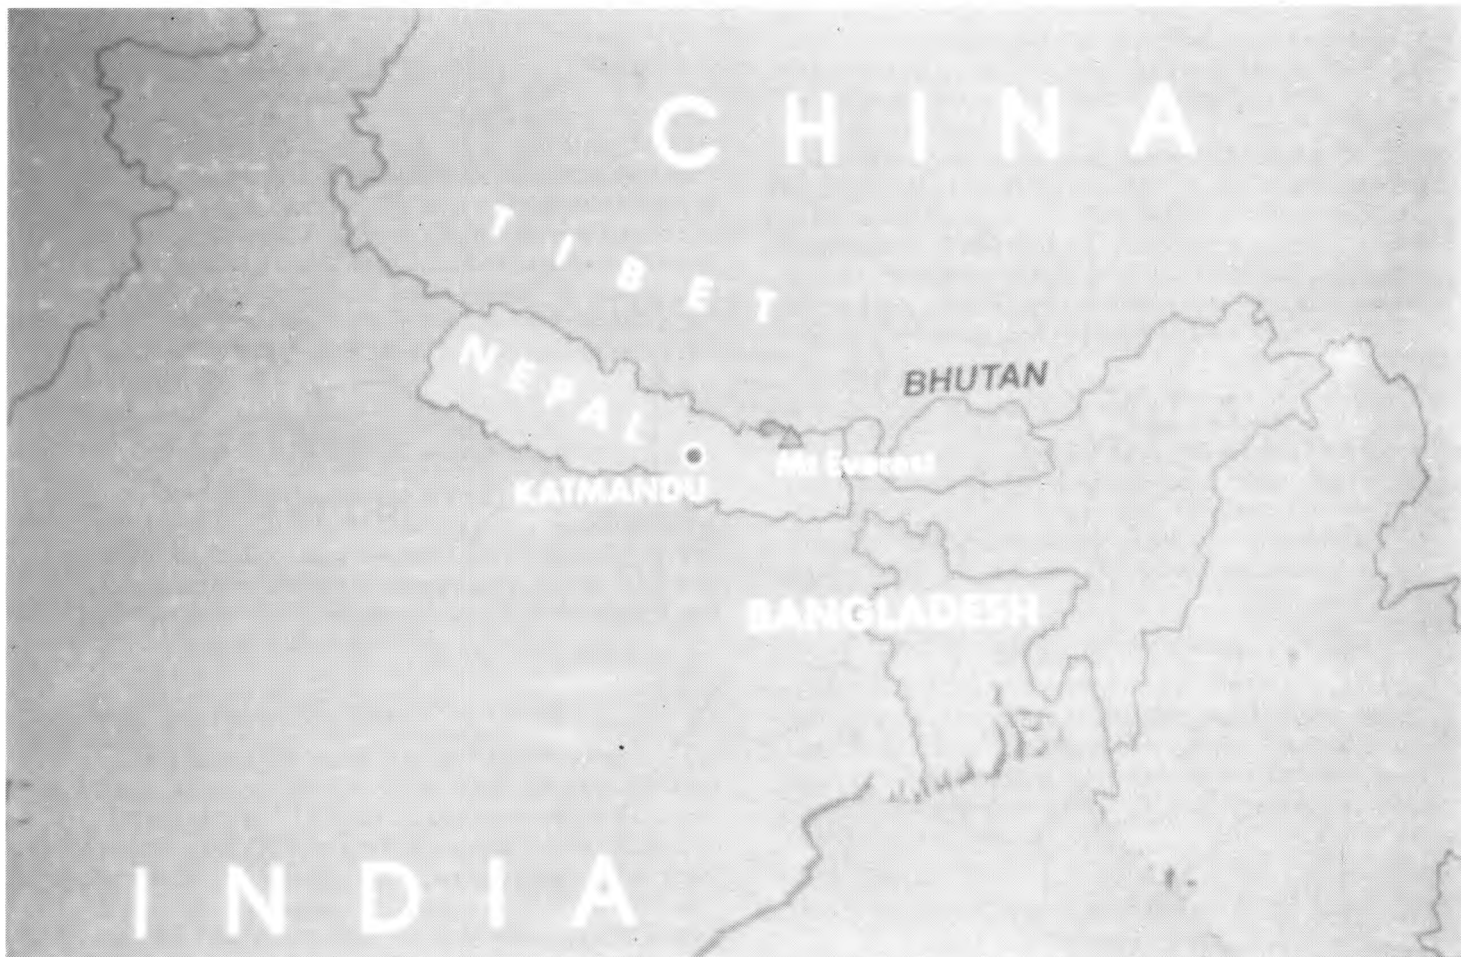 CHINA
TIBET
NEPAL
BHUTAN
Mt Everest
KATMANDU
BANGLADESH
INDIA